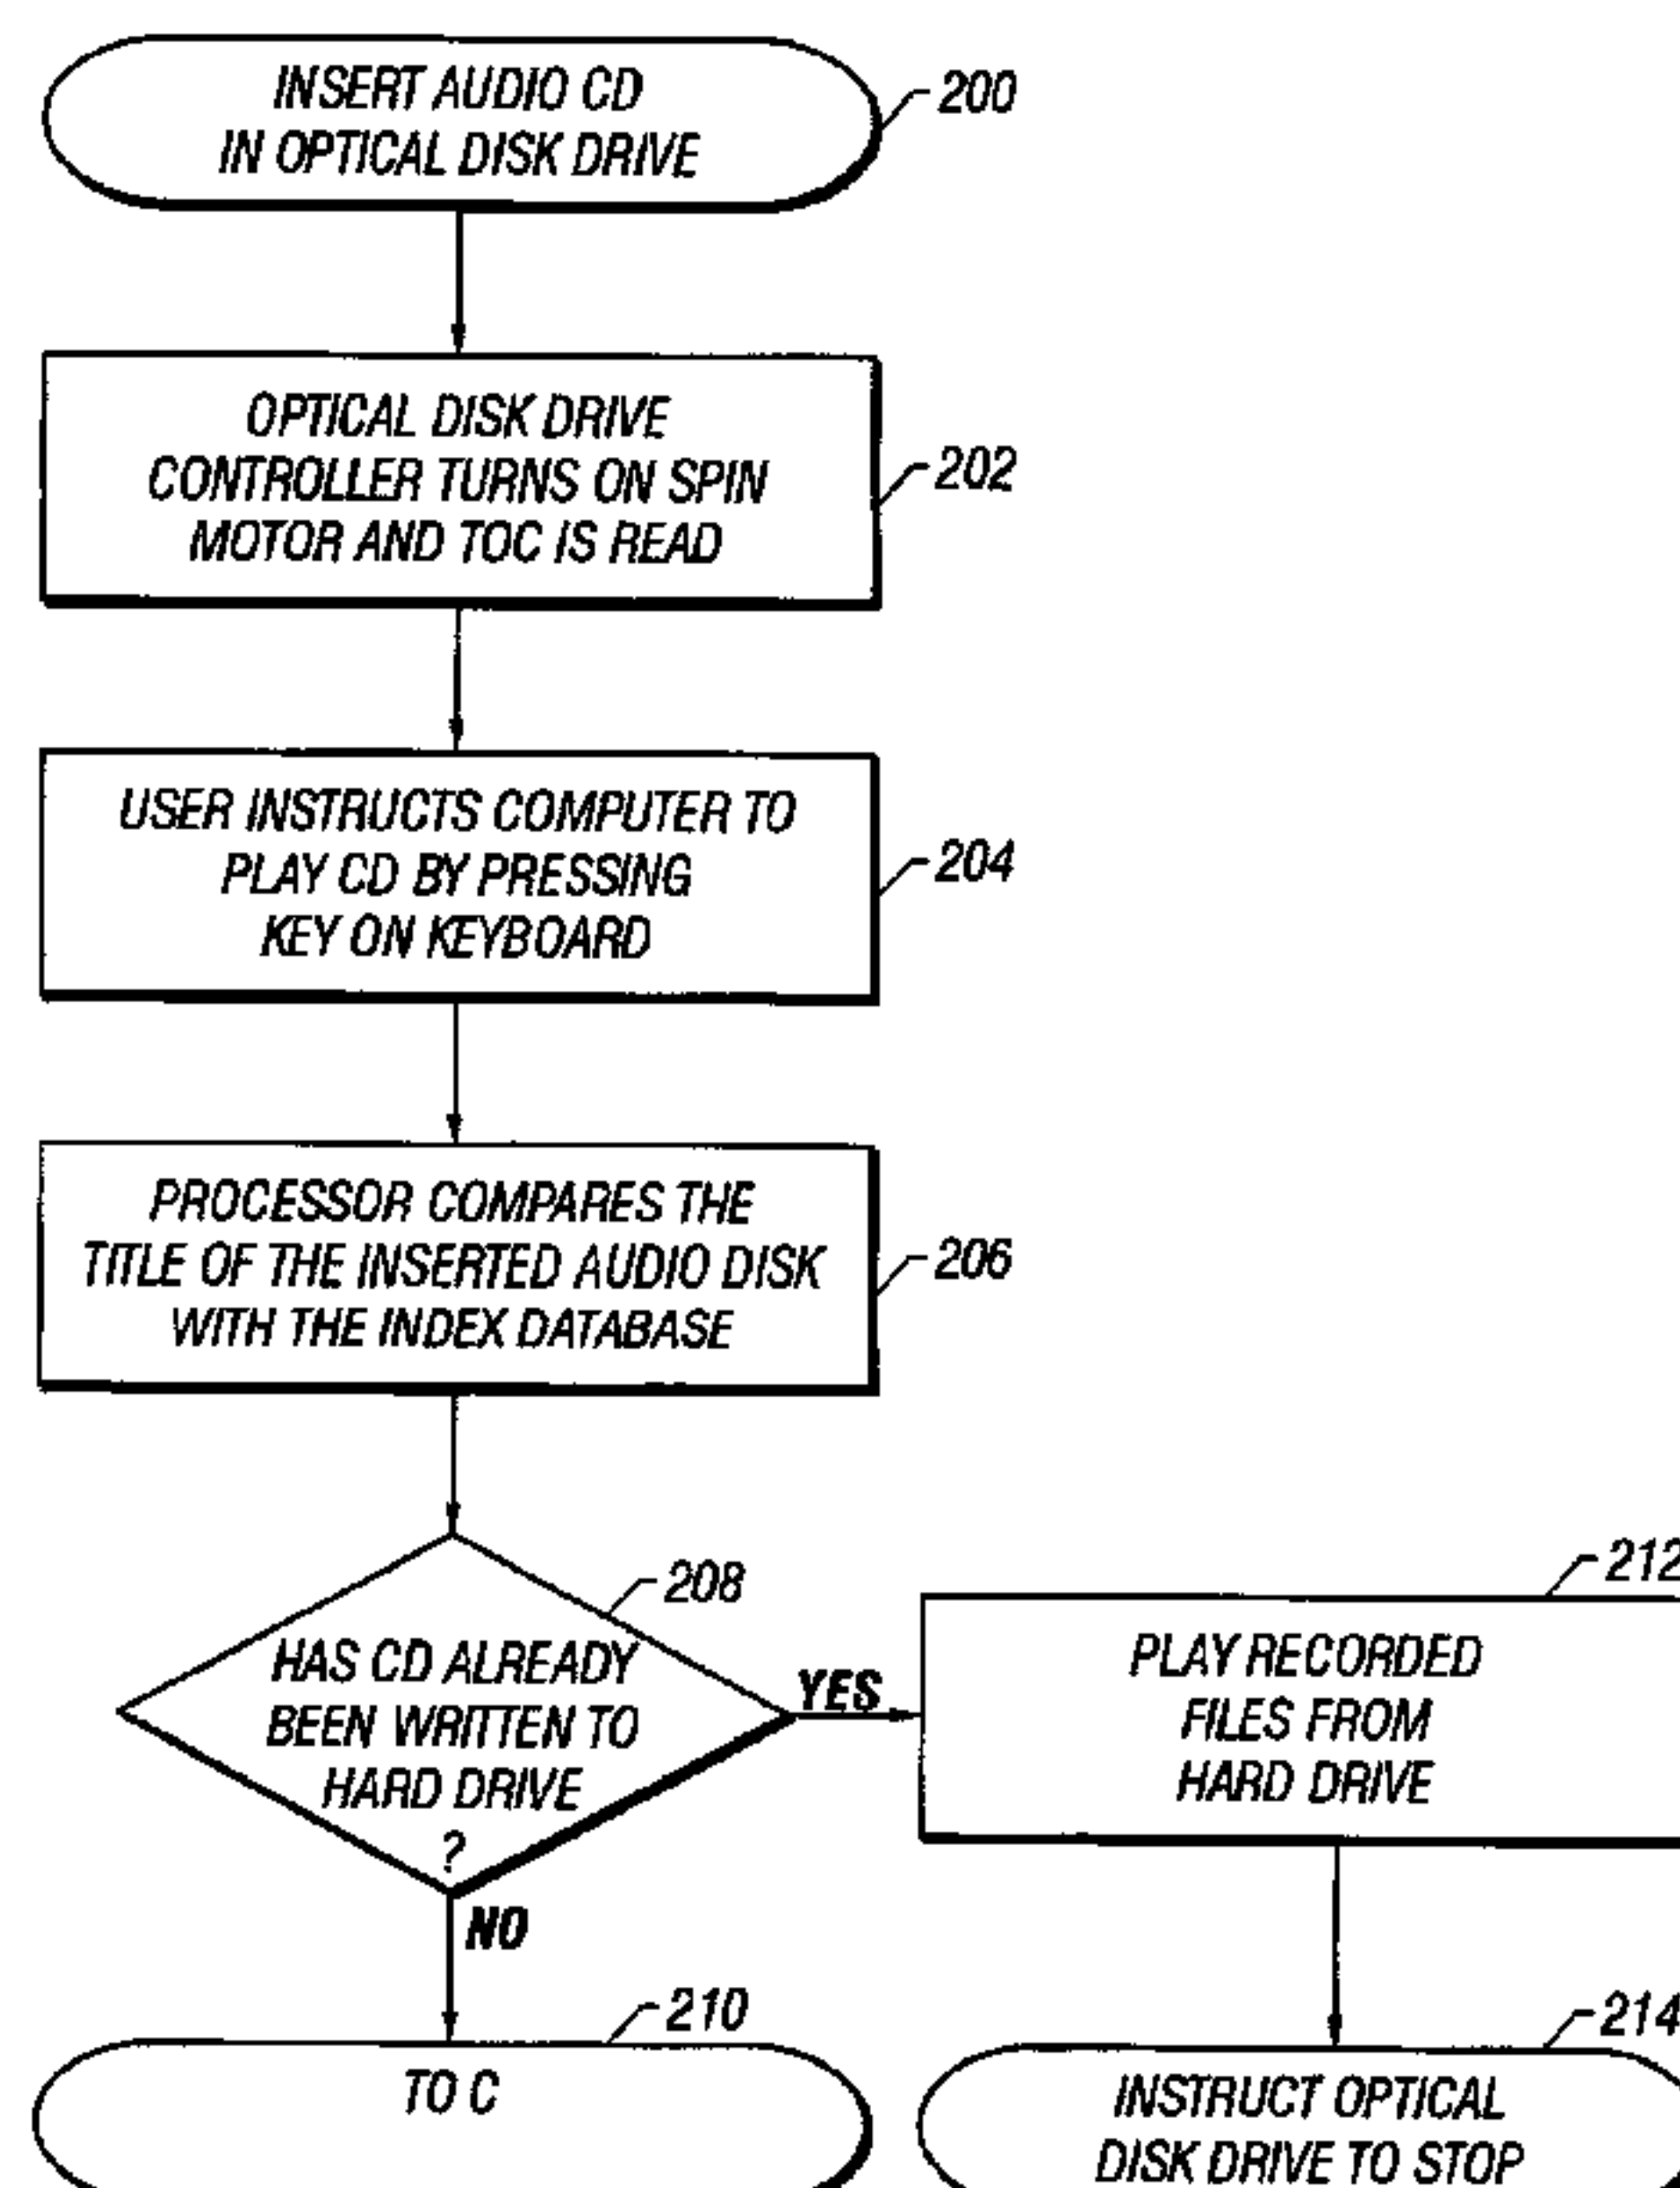 INSERT AUDIO CD
IN OPTICAL DISK DRIVE
200
OPTICAL DISK DRIVE
CONTROLLER TURNS ON SPIN
MOTOR AND TOC IS READ
202
USER INSTRUCTS COMPUTER TO
PLAY CD BY PRESSING
KEY ON KEYBOARD
204
PROCESSOR COMPARES THE
TITLE OF THE INSERTED AUDIO DISK
WITH THE INDEX DATABASE
206
208
HAS CD ALREADY
BEEN WRITTEN TO
HARD DRIVE
?
YES
NO
212
PLAY RECORDED
FILES FROM
HARD DRIVE
210
TO C
214
INSTRUCT OPTICAL
DISK DRIVE TO STOP